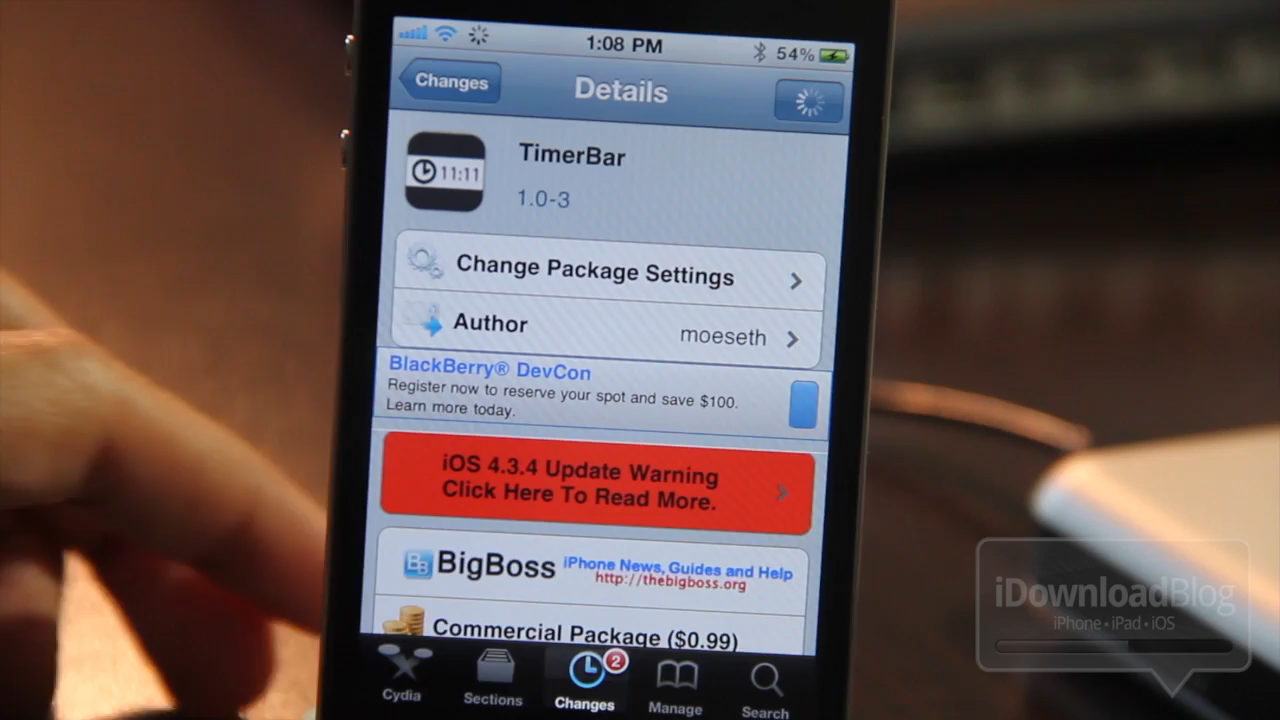 1:08 PM
54%
Changes
Details
11:11
TimerBar
1.0-3
Change Package Settings
Author
moeseth
BlackBerry® DevCon
Register now to reserve your spot and save $100.
Learn more today.
iOS 4.3.4 Update Warning
Click Here To Read More.
BB
BigBoss
iPhone News, Guides and Help
http://thebigboss.org
Commercial Package ($0.99)
2
Cydia
Sections
Changes
Manage
Search
iDownloadBlog
iPhone • iPad • iOS